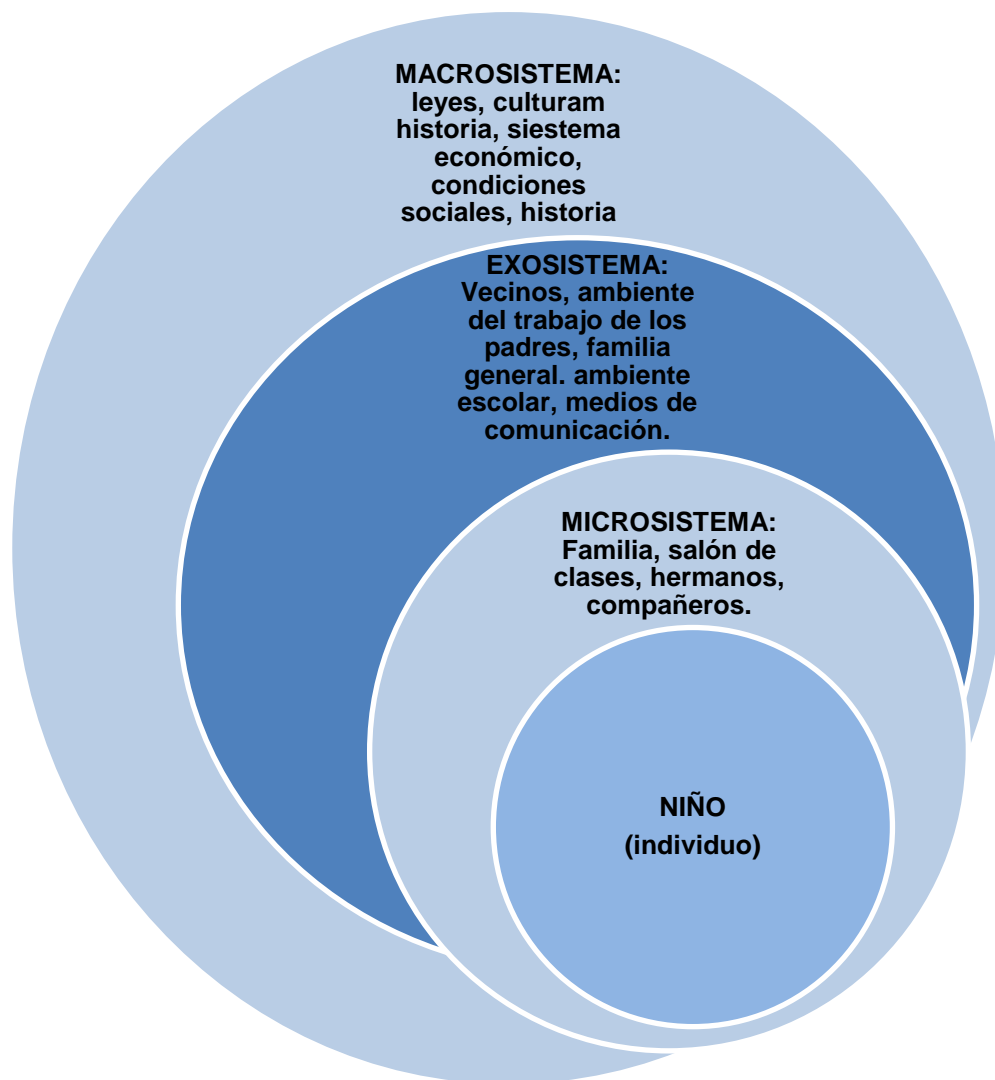 MACROSISTEMA:
leyes, culturam
historia, siestema
económico,
condiciones
sociales, historia
EXOSISTEMA:
Vecinos, ambiente
del trabajo de los
padres, familia
general. ambiente
escolar, medios de
comunicación.
MICROSISTEMA:
Familia, salón de
clases, hermanos,
compañeros.
NIÑO
(individuo)